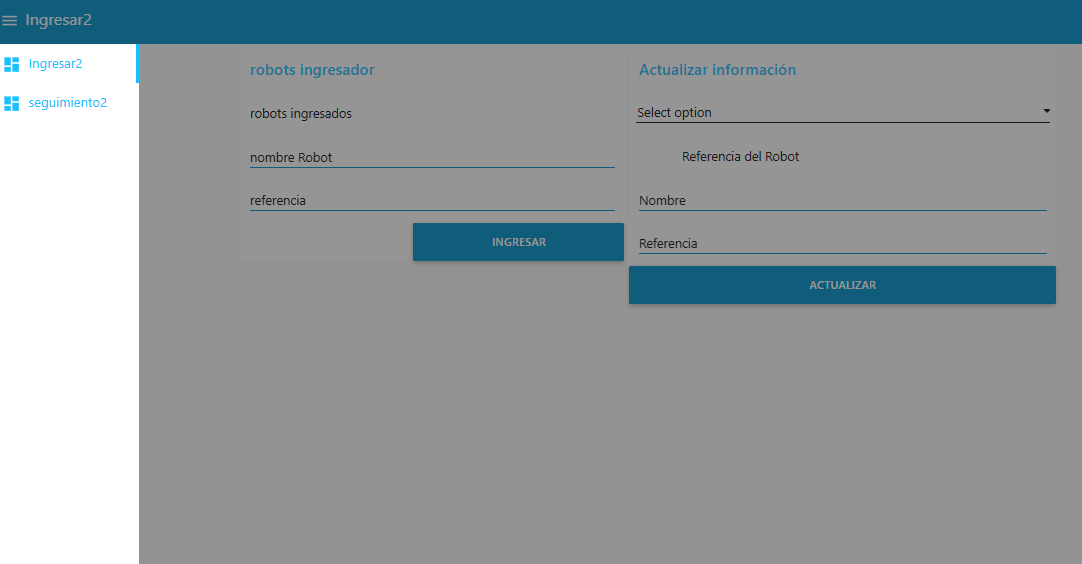 Ingresar2
Ingresar2
seguimiento2
robots ingresador
robots ingresados
nombre Robot
referencia
INGRESAR
Actualizar información
Select option
Referencia del Robot
Nombre
Referencia
ACTUALIZAR